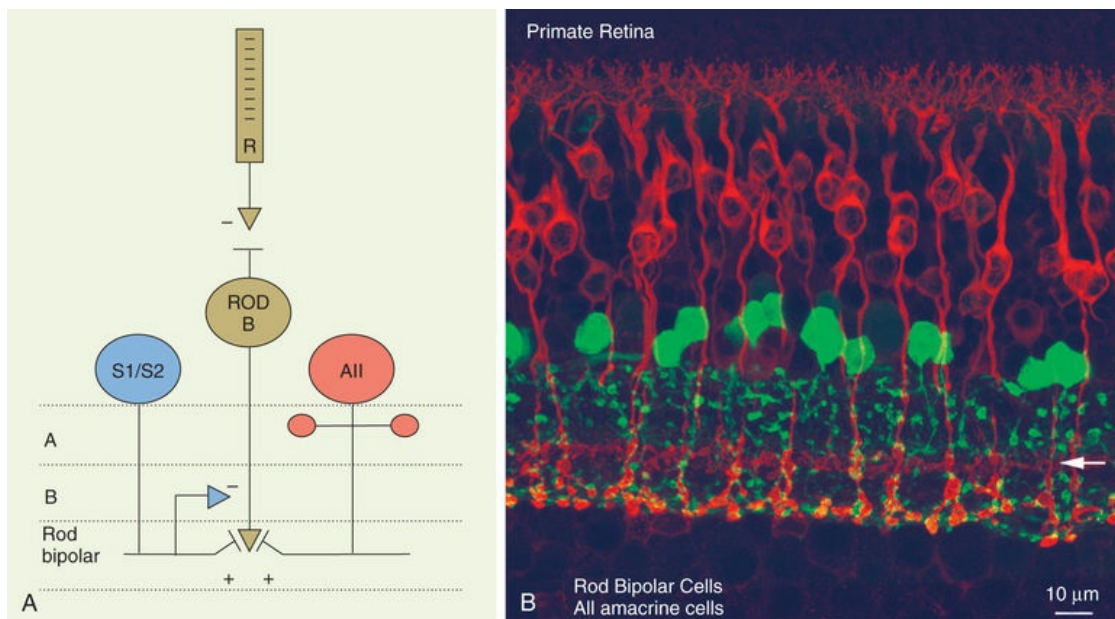 R
–
ROD
B
S1/S2
AII
A
B
–
Rod
bipolar
+ +
A
Primate Retina
Rod Bipolar Cells
AII amacrine cells
B
10 µm